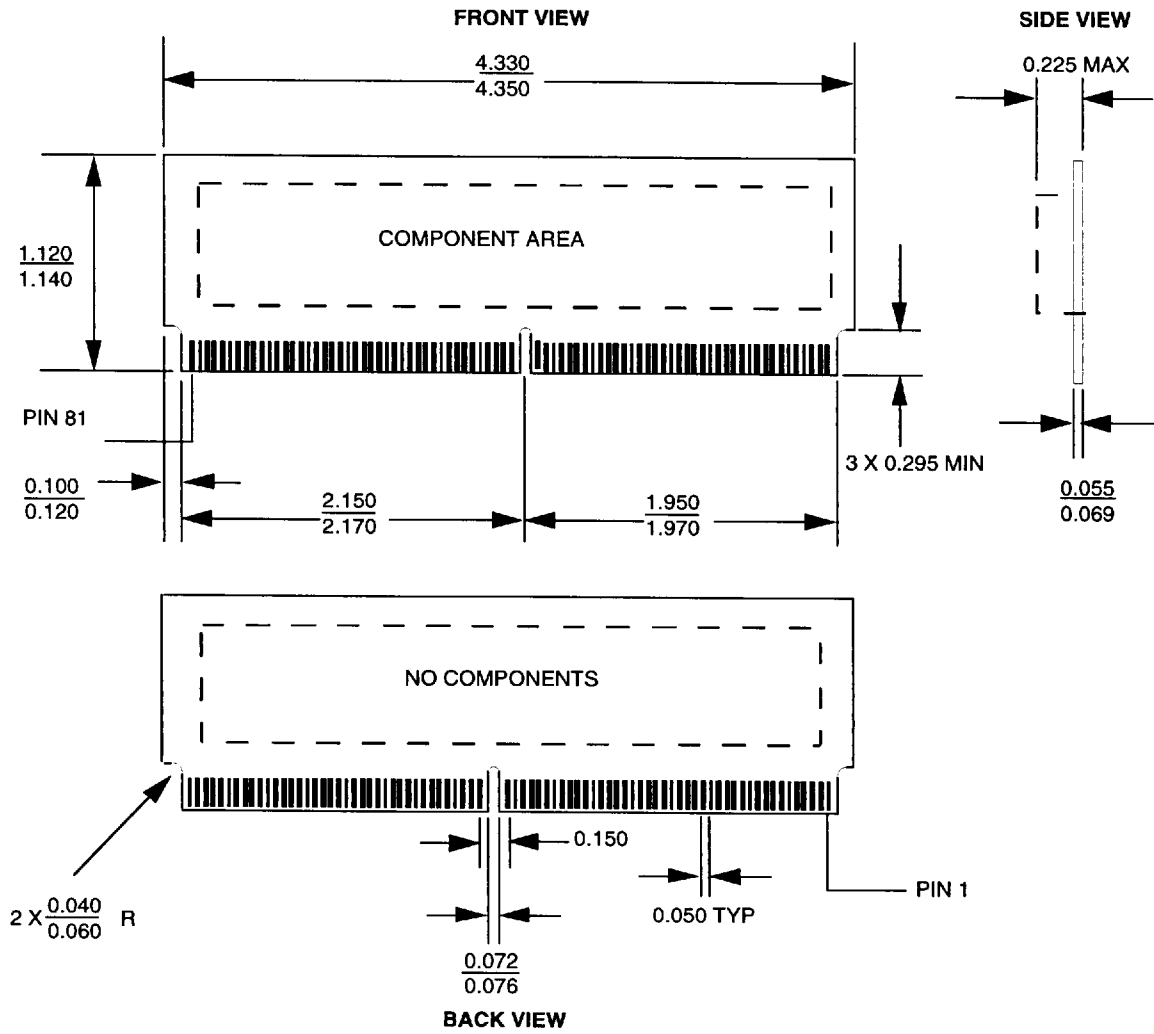 FRONT VIEW
SIDE VIEW
4.330
4.350
0.225 MAX
COMPONENT AREA
1.120
1.140
PIN 81
3 X 0.295 MIN
0.100
0.120
2.150
2.170
1.950
1.970
0.055
0.069
NO COMPONENTS
0.150
PIN 1
2 X 0.040
0.060 R
0.050 TYP
0.072
0.076
BACK VIEW